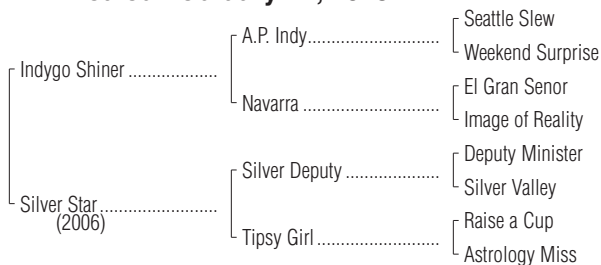 Seattle Slew
A.P. Indy
Weekend Surprise
Indygo Shiner
El Gran Senor
Navarra
Image of Reality
Deputy Minister
Silver Deputy
Silver Valley
Silver Star
(2006)
Raise a Cup
Tipsy Girl
Astrology Miss